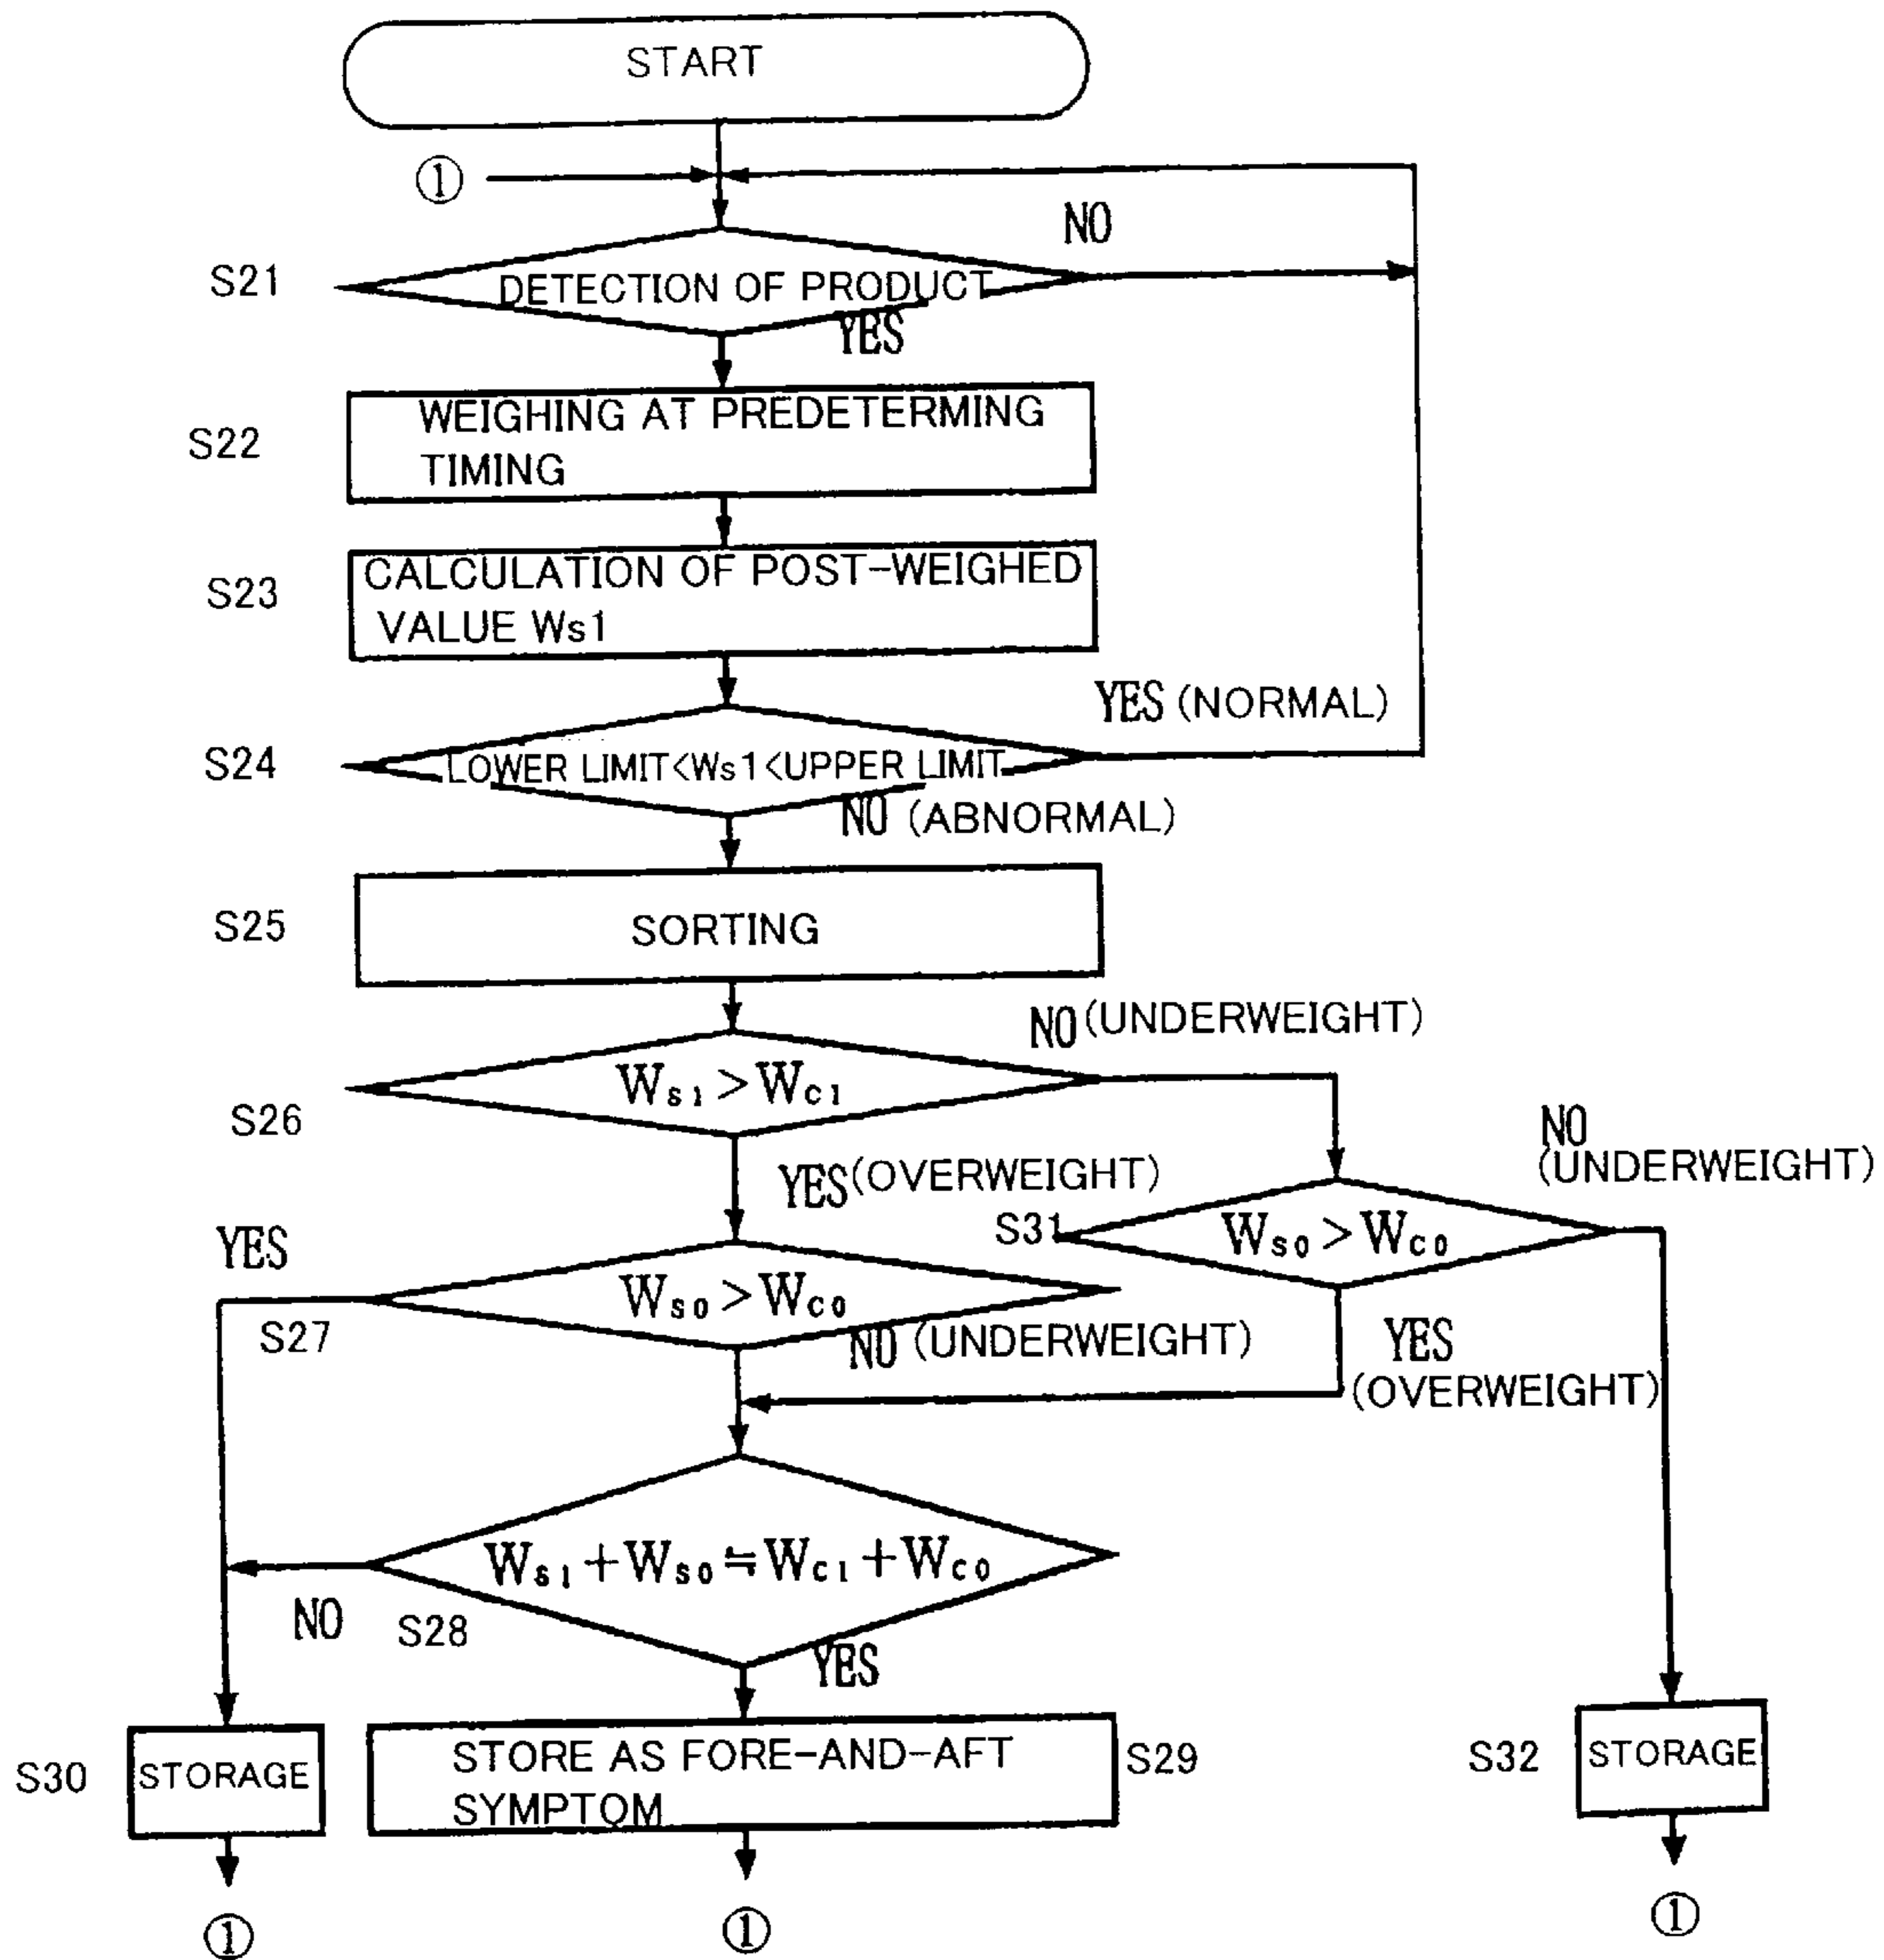 START
①
NO
S21
DETECTION OF PRODUCT
YES
S22
WEIGHING AT PREDETERMING
TIMING
S23
CALCULATION OF POST-WEIGHED
VALUE Ws1
YES (NORMAL)
S24
LOWER LIMIT<Ws1<UPPER LIMIT
NO (ABNORMAL)
S25
SORTING
NO (UNDERWEIGHT)
S26
Ws1 > Wc1
YES (OVERWEIGHT)
NO
(UNDERWEIGHT)
S31
Ws0 > Wc0
YES
Ws0 > Wc0
S27
NO (UNDERWEIGHT)
YES
(OVERWEIGHT)
Ws1 + Ws0 ≒ Wc1 + Wc0
NO
S28
YES
S30
STORAGE
STORE AS FORE-AND-AFT
SYMPTOM
S29
S32
STORAGE
①
①
①